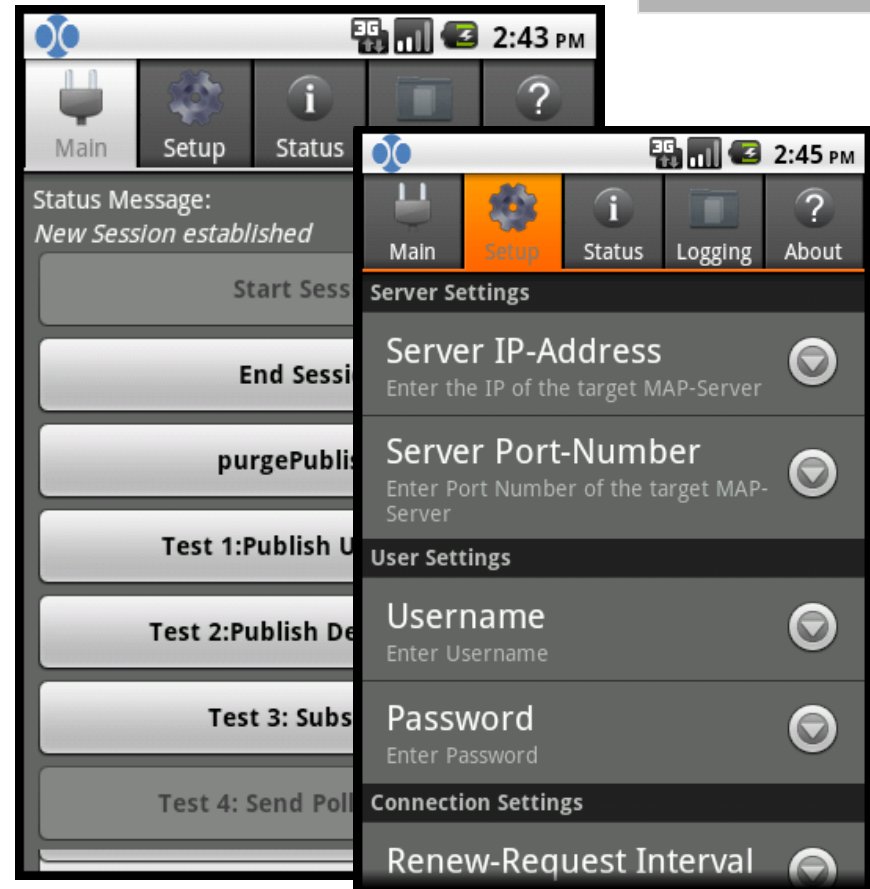 3G 2:43 PM
Main Setup Status
Status Message:
New Session established
Start Sess
End Sessi
purgePublis
Test 1:Publish U
Test 2:Publish De
Test 3: Subs
Test 4: Send Poll
3G 2:45 PM
Main Setup Status Logging About
Server Settings
Server IP-Address
Enter the IP of the target MAP-Server
Server Port-Number
Enter Port Number of the target MAP-
Server
User Settings
Username
Enter Username
Password
Enter Password
Connection Settings
Renew-Request Interval